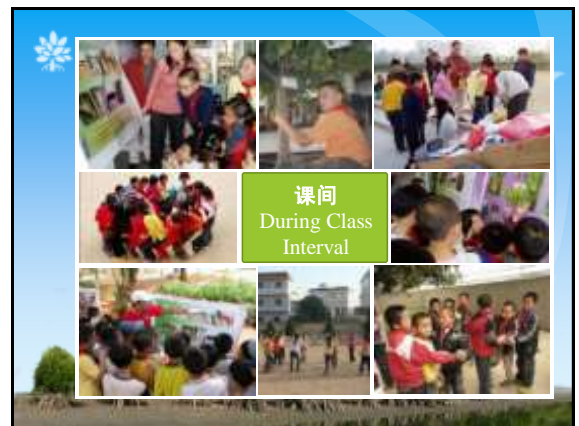 课间
During Class
Interval